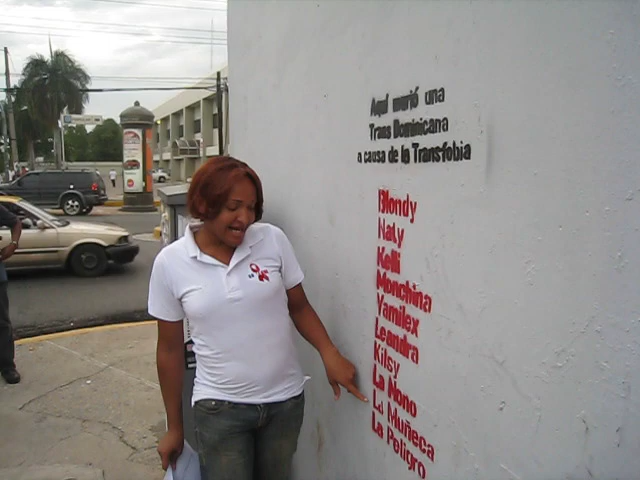 Aquí murió una
Trans Dominicana
a causa de la Transfobia
Blondy
Naty
Kelli
Monchina
Yamilex
Leandra
Kilsy
La Nono
La Muñeca
La Peligro